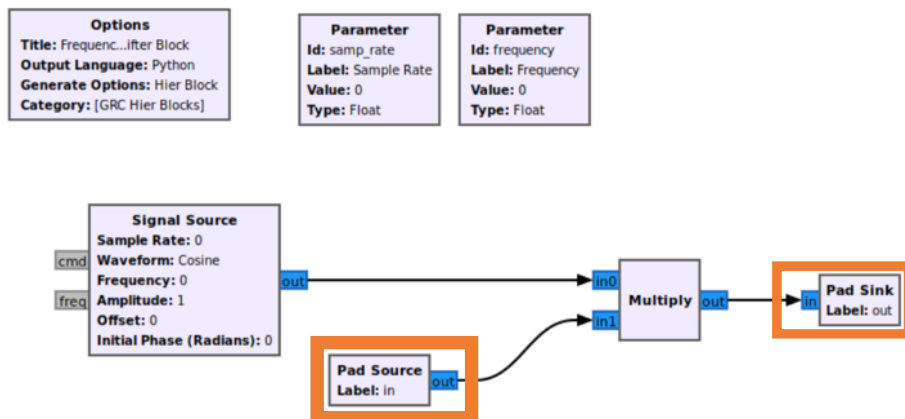 Options
Title: Frequenc...ifter Block
Output Language: Python
Generate Options: Hier Block
Category: [GRC Hier Blocks]
Parameter
Id: samp_rate
Label: Sample Rate
Value: 0
Type: Float
Parameter
Id: frequency
Label: Frequency
Value: 0
Type: Float
Signal Source
Sample Rate: 0
Waveform: Cosine
Frequency: 0
Amplitude: 1
Offset: 0
Initial Phase (Radians): 0
cmd
freq
out
Pad Source
Label: in
out
in0
in1
Multiply
out
in
Pad Sink
Label: out